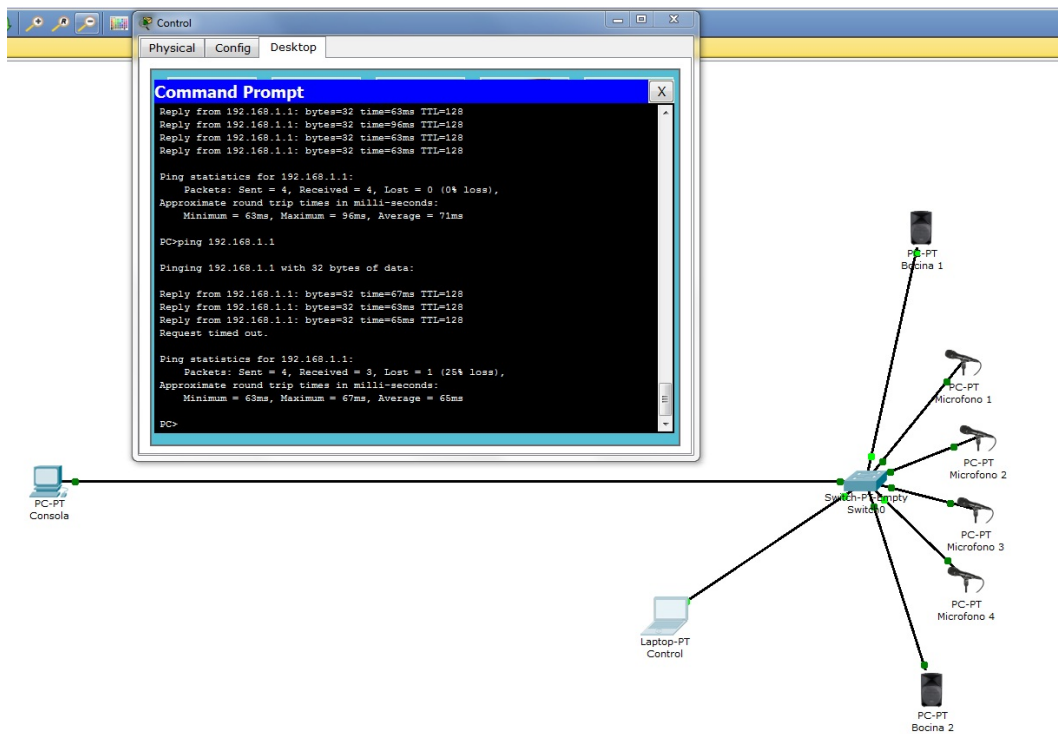 Control
Physical Config Desktop
Command Prompt X
Reply from 192.168.1.1: bytes=32 time=63ms TTL=128
Reply from 192.168.1.1: bytes=32 time=96ms TTL=128
Reply from 192.168.1.1: bytes=32 time=63ms TTL=128
Reply from 192.168.1.1: bytes=32 time=63ms TTL=128
Ping statistics for 192.168.1.1:
Packets: Sent = 4, Received = 4, Lost = 0 (0% loss),
Approximate round trip times in milli-seconds:
Minimum = 63ms, Maximum = 96ms, Average = 71ms
PC>ping 192.168.1.1
Pinging 192.168.1.1 with 32 bytes of data:
Reply from 192.168.1.1: bytes=32 time=67ms TTL=128
Reply from 192.168.1.1: bytes=32 time=63ms TTL=128
Reply from 192.168.1.1: bytes=32 time=65ms TTL=128
Request timed out.
Ping statistics for 192.168.1.1:
Packets: Sent = 4, Received = 3, Lost = 1 (25% loss),
Approximate round trip times in milli-seconds:
Minimum = 63ms, Maximum = 67ms, Average = 65ms
PC>
PC-PT
Bocina 1
PC-PT
Microfono 1
PC-PT
Microfono 2
PC-PT
Consola
Switch-PT-Empty
Switch0
PC-PT
Microfono 3
PC-PT
Microfono 4
Laptop-PT
Control
PC-PT
Bocina 2